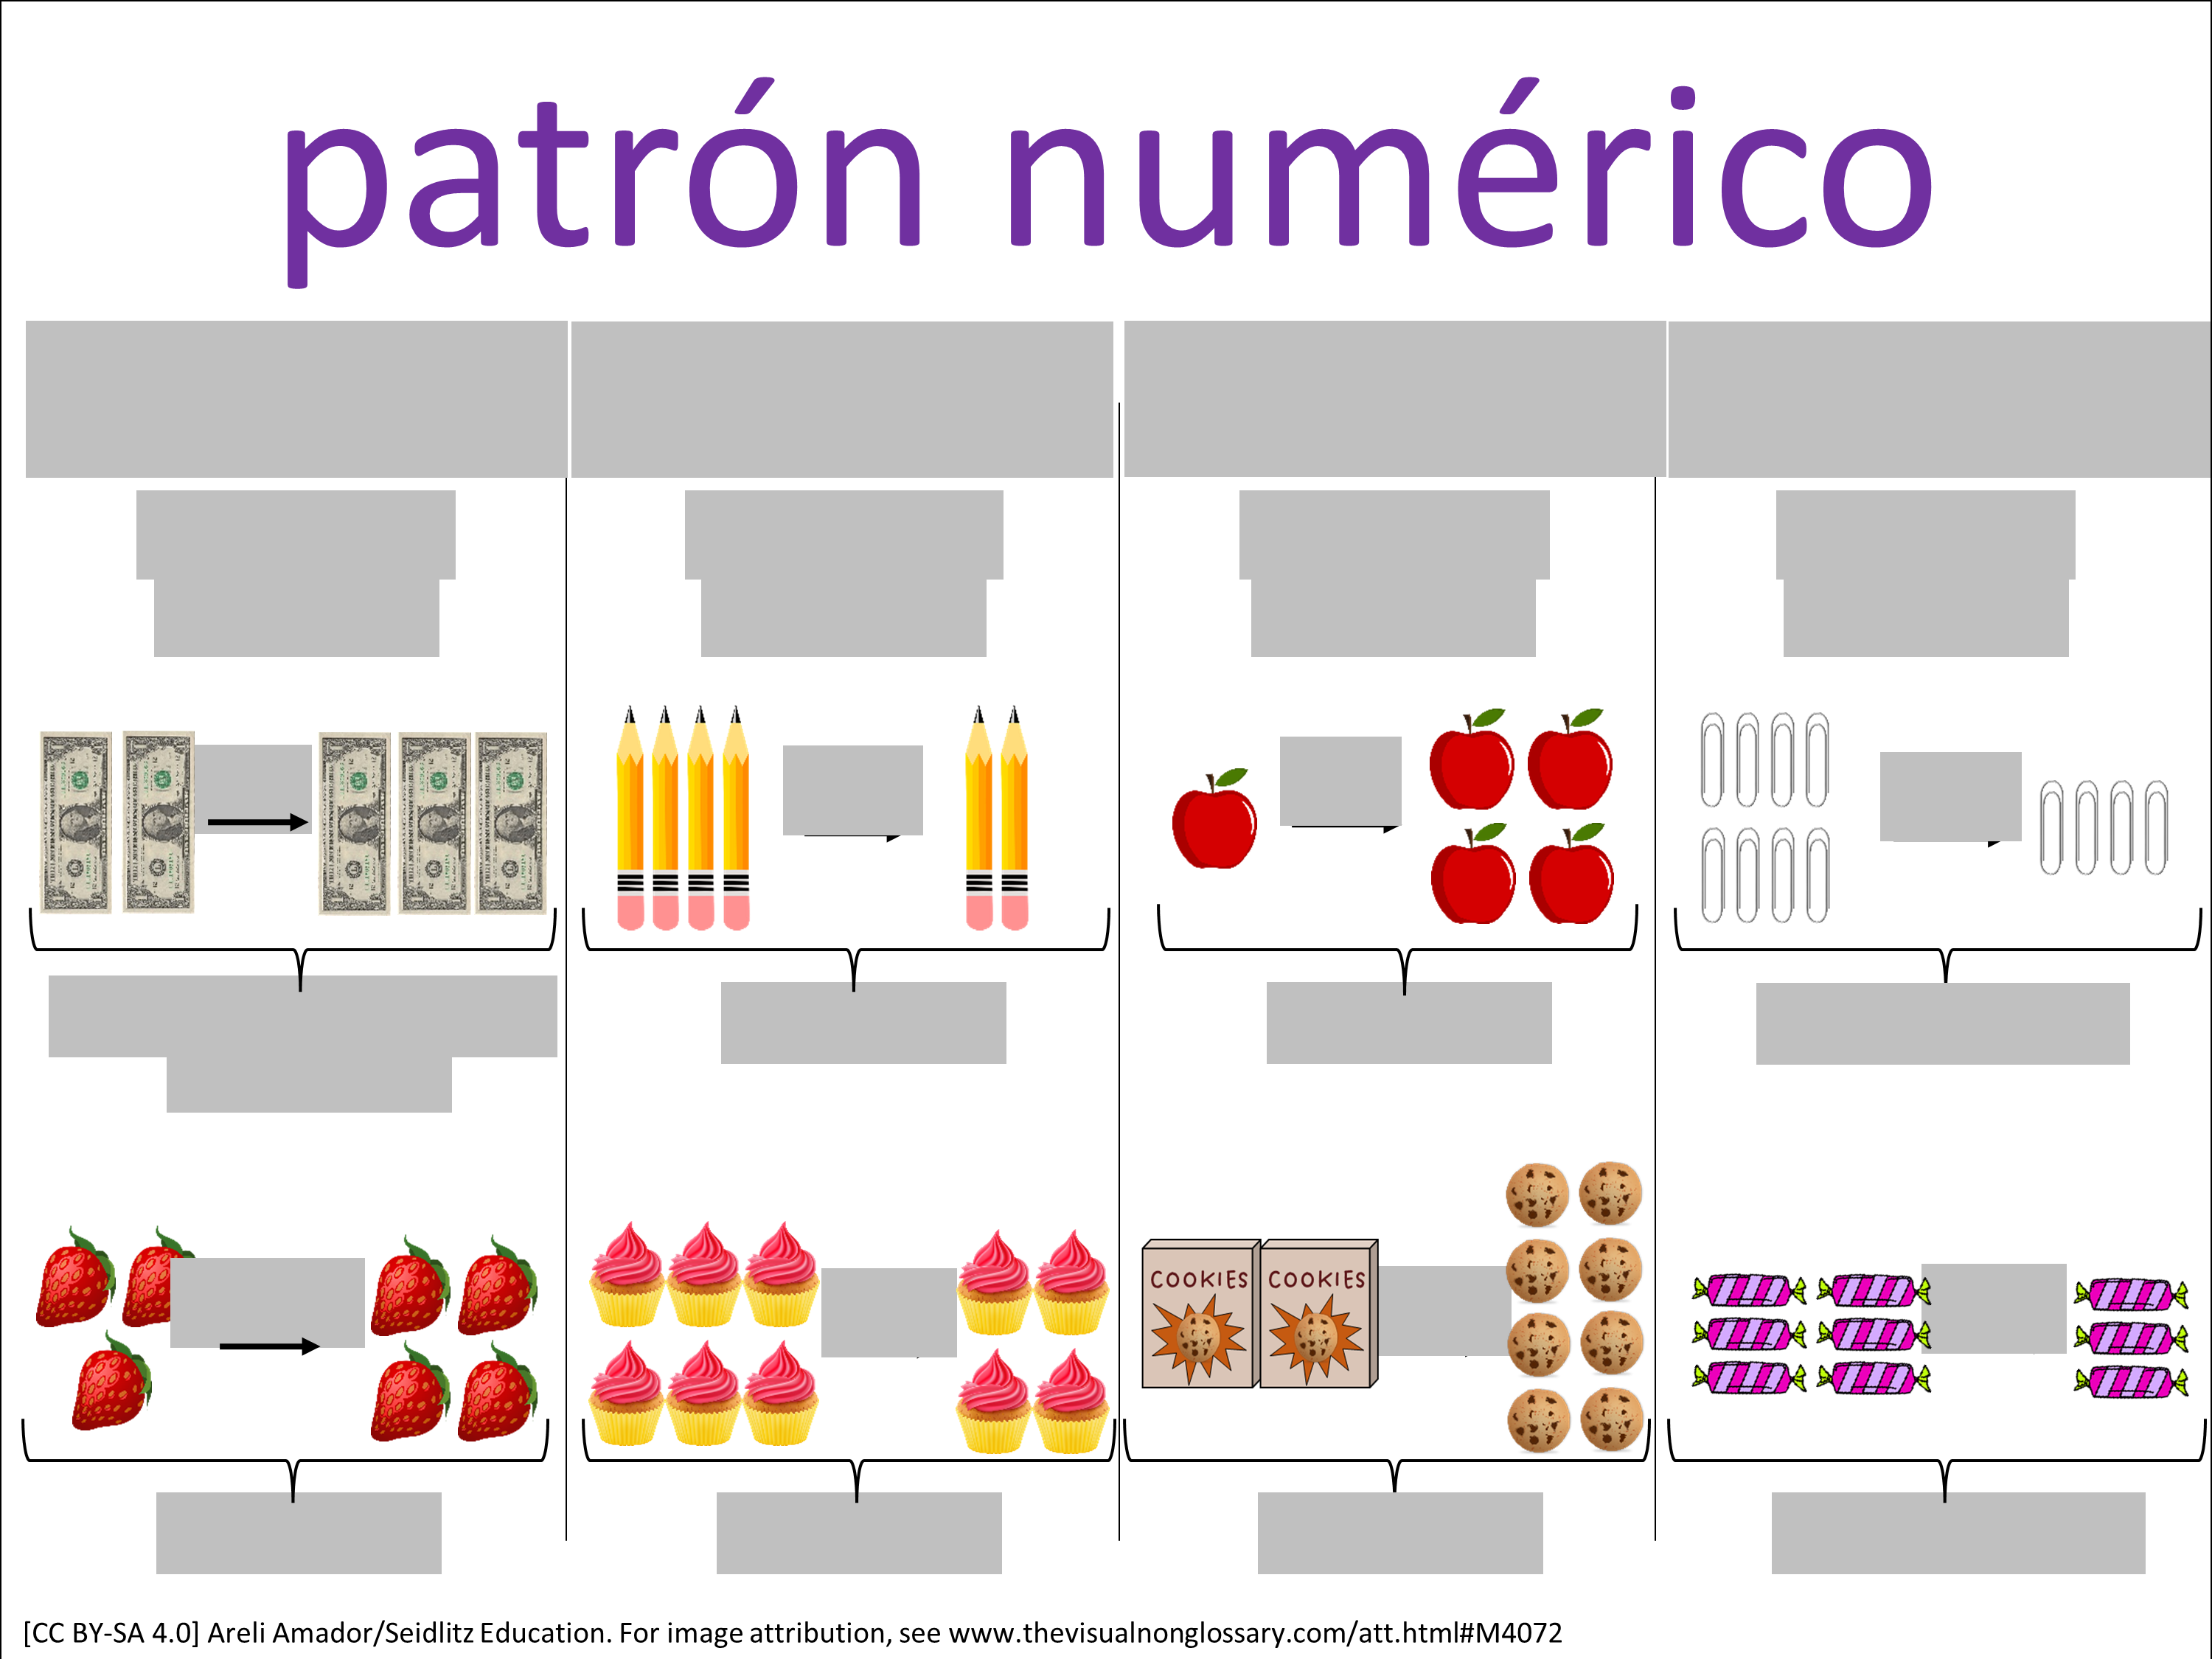 patrón numérico
COOKIES COOKIES
[CC BY-SA 4.0] Areli Amador/Seidlitz Education. For image attribution, see www.thevisualnonglossary.com/att.html#M4072